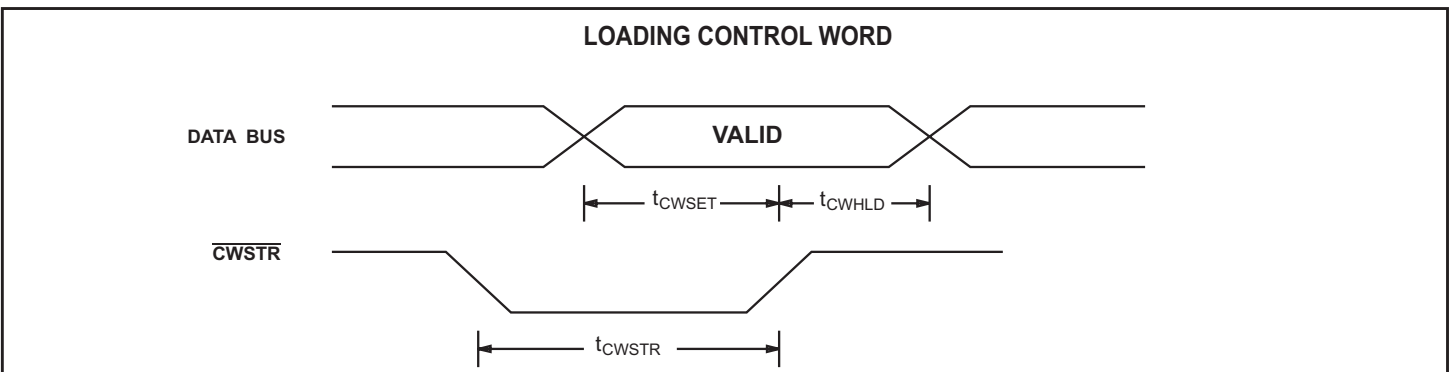 LOADING CONTROL WORD
DATA BUS
VALID
tCWSET
tCWHLD
CWSTR
tCWSTR